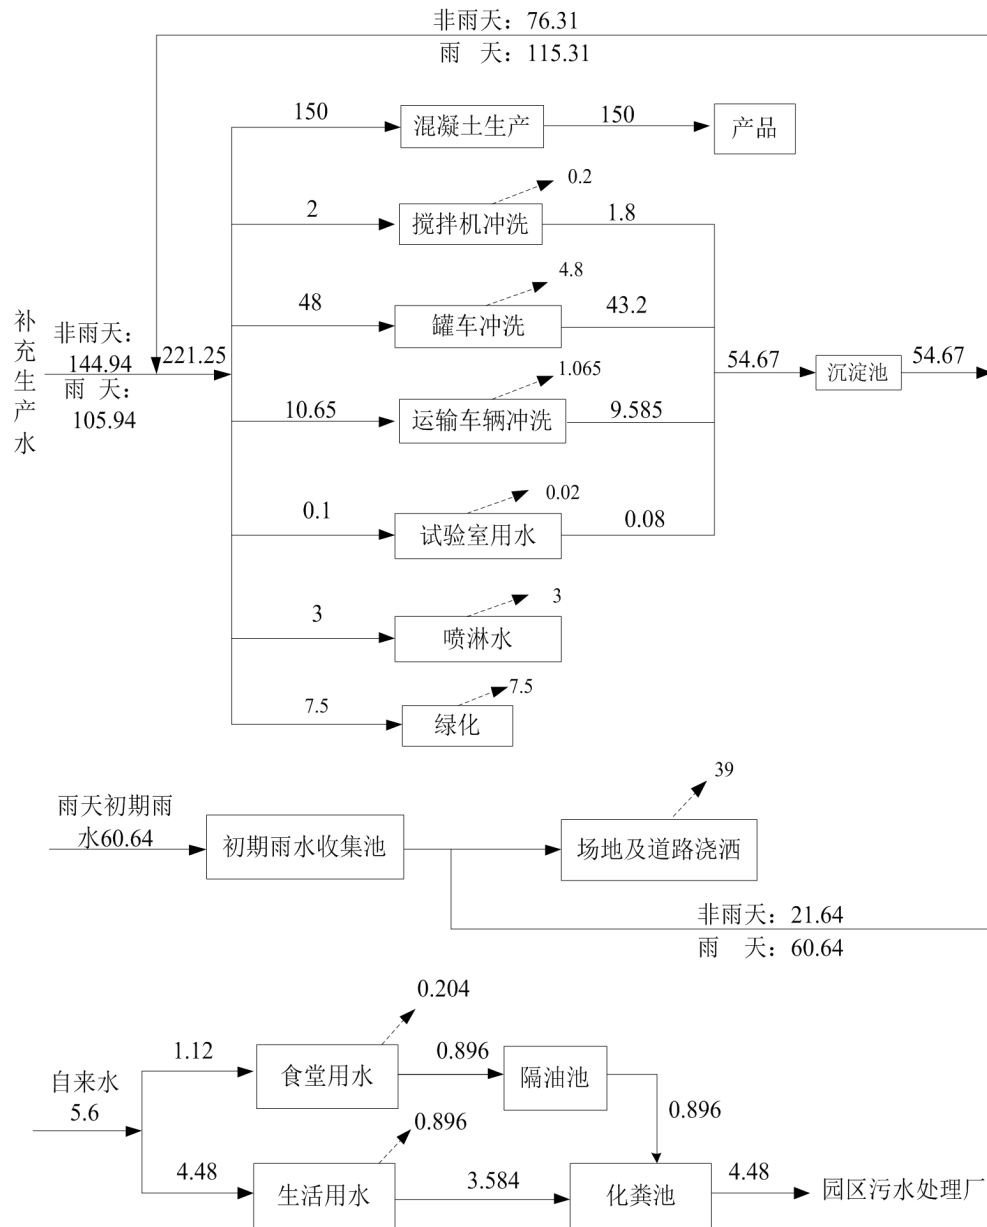 非雨天：76.31
雨 天：115.31
150
混凝土生产
150
产品
0.2
2
搅拌机冲洗
1.8
4.8
48
罐车冲洗
43.2
补充生产水
非雨天：
144.94
雨 天：
105.94
221.25
1.065
10.65
运输车辆冲洗
9.585
54.67
沉淀池
54.67
0.02
0.1
试验室用水
0.08
3
3
喷淋水
7.5
7.5
绿化
39
雨天初期雨
水60.64
初期雨水收集池
场地及道路浇洒
非雨天：21.64
雨 天：60.64
0.204
1.12
食堂用水
0.896
隔油池
自来水
5.6
0.896
0.896
4.48
生活用水
3.584
化粪池
4.48
园区污水处理厂